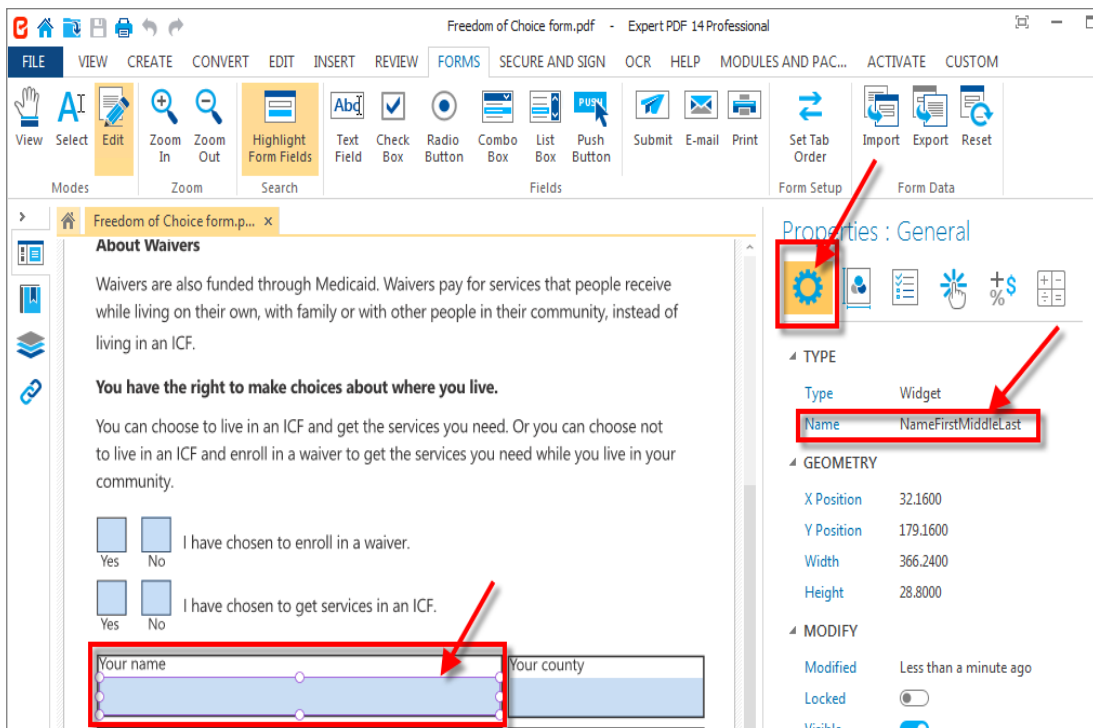 Freedom of Choice form.pdf - Expert PDF 14 Professional
FILE VIEW CREATE CONVERT EDIT INSERT REVIEW FORMS SECURE AND SIGN OCR HELP MODULES AND PAC... ACTIVATE CUSTOM
View Select Edit Zoom In Zoom Out Highlight Form Fields Text Field Check Box Radio Button Combo Box List Box Push Button Submit E-mail Print Set Tab Order Import Export Reset
Modes Zoom Search Fields Form Setup Form Data
Freedom of Choice form.p... ×
About Waivers
Waivers are also funded through Medicaid. Waivers pay for services that people receive
while living on their own, with family or with other people in their community, instead of
living in an ICF.
You have the right to make choices about where you live.
You can choose to live in an ICF and get the services you need. Or you can choose not
to live in an ICF and enroll in a waiver to get the services you need while you live in your
community.
Yes No I have chosen to enroll in a waiver.
Yes No I have chosen to get services in an ICF.
Your name Your county
Properties : General
TYPE
Type Widget
Name NameFirstMiddleLast
GEOMETRY
X Position 32.1600
Y Position 179.1600
Width 366.2400
Height 28.8000
MODIFY
Modified Less than a minute ago
Locked